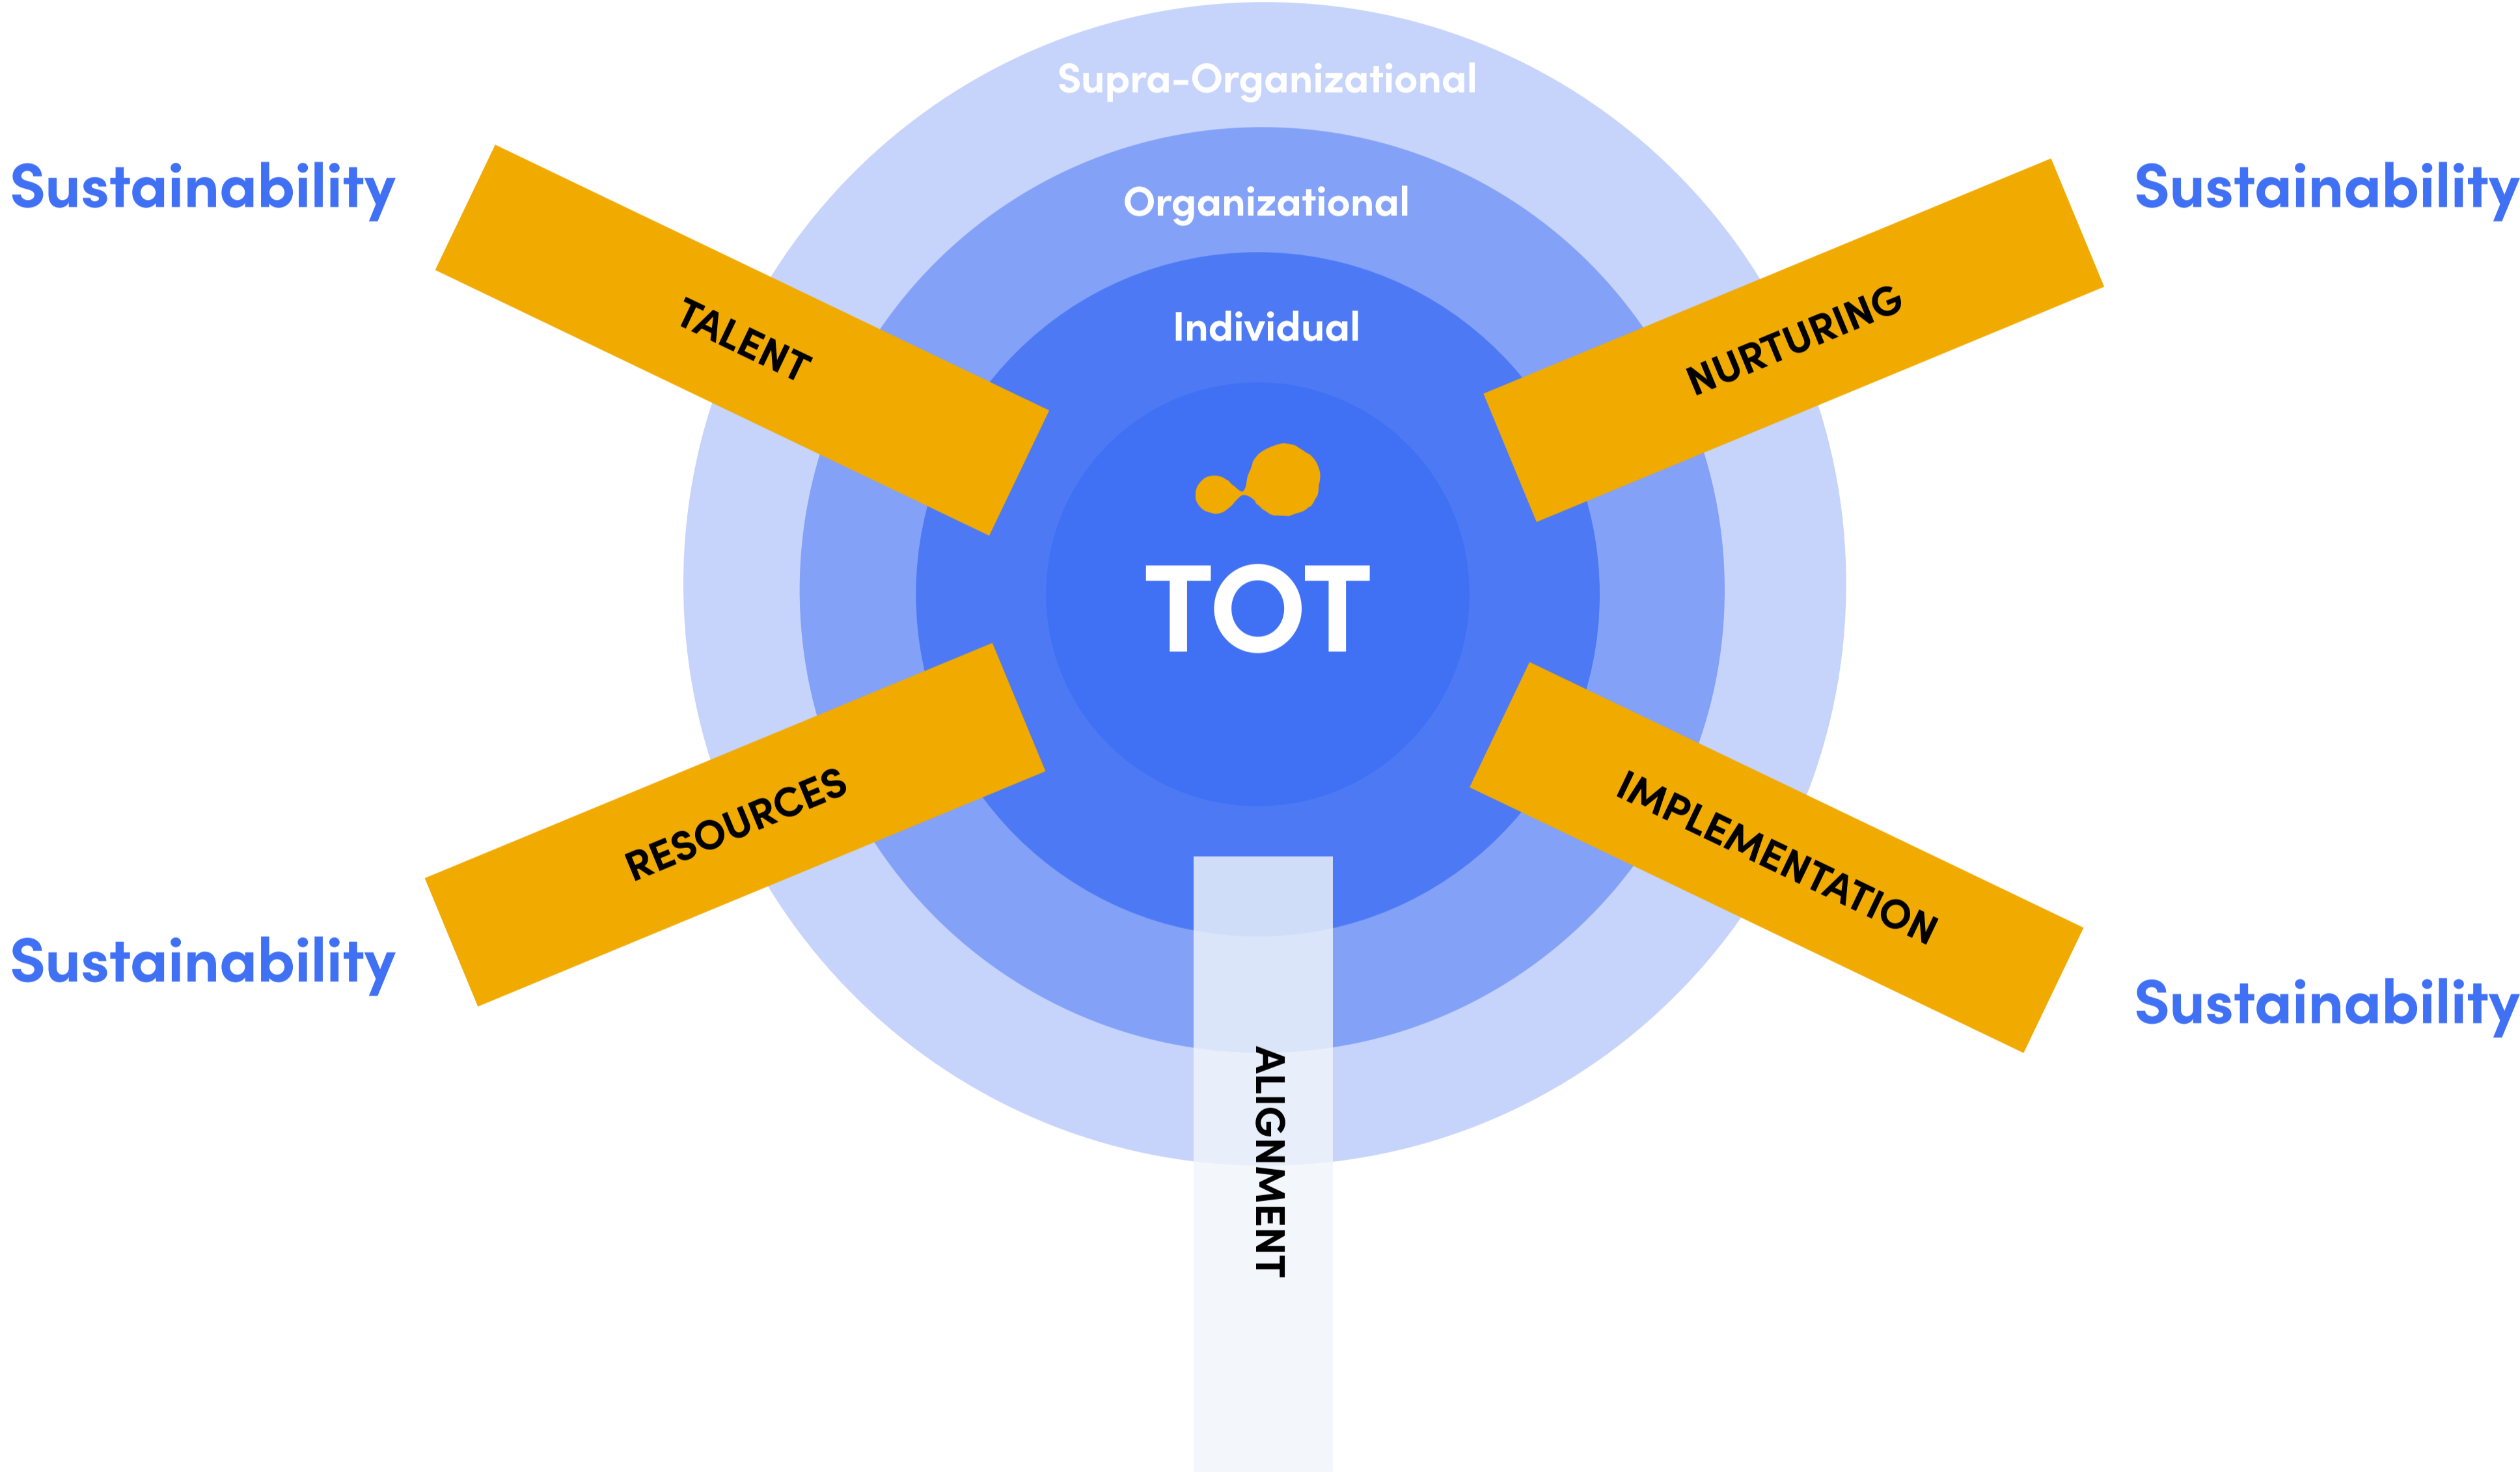 Supra-Organizational
Organizational
Individual
Sustainability
Sustainability
TALENT
NURTURING
TOT
RESOURCES
IMPLEMENTATION
Sustainability
Sustainability
ALIGNMENT